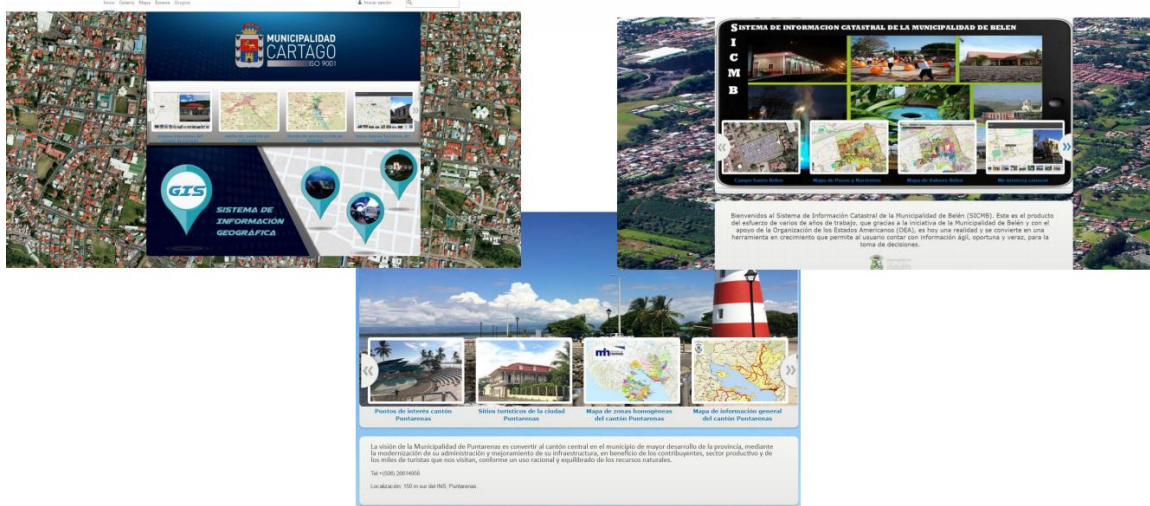 Inicio Galería Mapa Escena Grupos
Iniciar sesión
MUNICIPALIDAD
CARTAGO
ISO 9001
GIS
SISTEMA DE
INFORMACIÓN
GEOGRÁFICA
SISTEMA DE INFORMACION CATASTRAL DE LA MUNICIPALIDAD DE BELEN
S
I
C
M
B
Campo Santo Belén
Mapa de Pozos y Nacientes
Mapa de Valores Belén
Bienvenidos al Sistema de Información Catastral de la Municipalidad de Belén (SICMB). Este es el producto
del esfuerzo de varios de años de trabajo, que gracias a la iniciativa de la Municipalidad de Belén y con el
apoyo de la Organización de los Estados Americanos (OEA), es hoy una realidad y se convierte en una
herramienta en crecimiento que permite al usuario contar con información ágil, oportuna y veraz, para la
toma de decisiones.
Puntos de interés cantón
Puntarenas
Sitios turísticos de la ciudad
Puntarenas
Mapa de zonas homogéneas
del cantón Puntarenas
Mapa de información general
del cantón Puntarenas
La visión de la Municipalidad de Puntarenas es convertir al cantón central en el municipio de mayor desarrollo de la provincia, mediante
la modernización de su administración y mejoramiento de su infraestructura, en beneficio de los contribuyentes, sector productivo y de
los miles de turistas que nos visitan, conforme un uso racional y equilibrado de los recursos naturales.
Localización: 150 m sur del INS, Puntarenas.